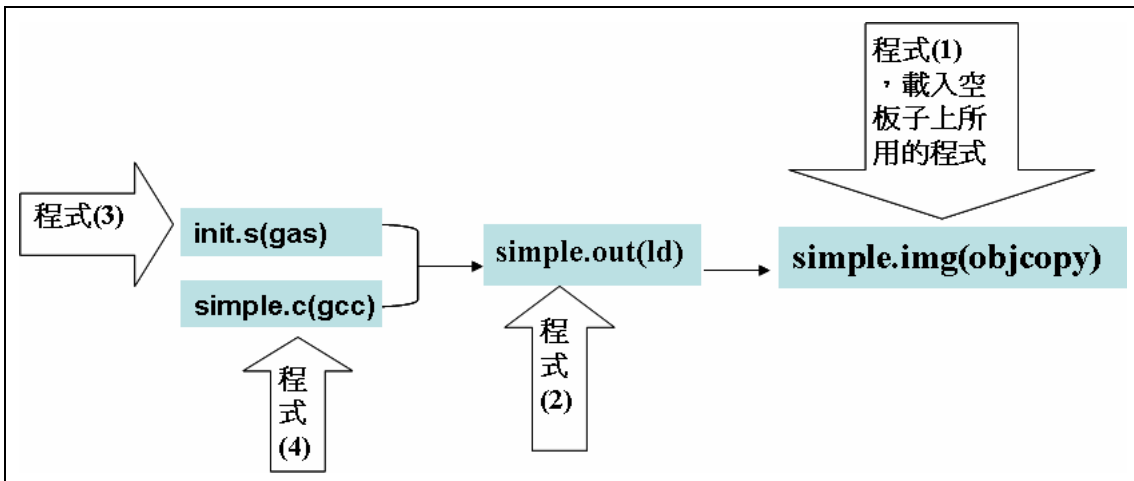 程式(1)
，載入空
板子上所
用的程式
程式(3)
init.s(gas)
simple.c(gcc)
simple.out(ld)
simple.img(objcopy)
程
式
(4)
程
式
(2)